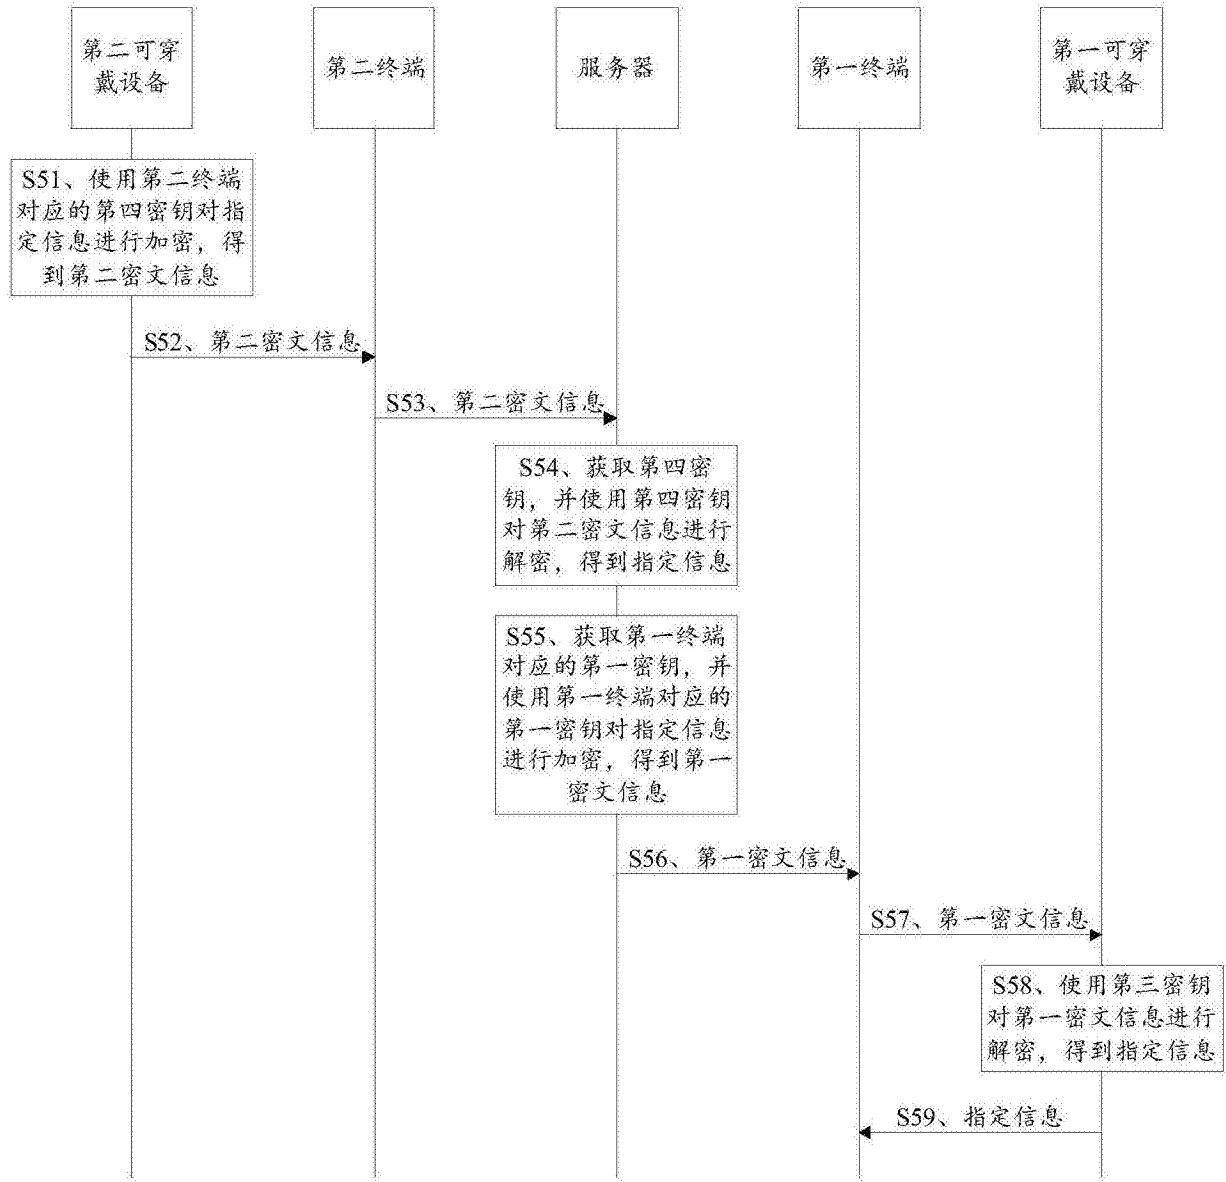 第二可穿
戴设备
第二终端
服务器
第一终端
第一可穿
戴设备
S51、使用第二终端
对应的第四密钥对指
定信息进行加密，得
到第二密文信息
S52、第二密文信息
S53、第二密文信息
S54、获取第四密
钥，并使用第四密钥
对第二密文信息进行
解密，得到指定信息
S55、获取第一终端
对应的第一密钥，并
使用第一终端对应的
第一密钥对指定信息
进行加密，得到第一
密文信息
S56、第一密文信息
S57、第一密文信息
S58、使用第三密钥
对第一密文信息进行
解密，得到指定信息
S59、指定信息